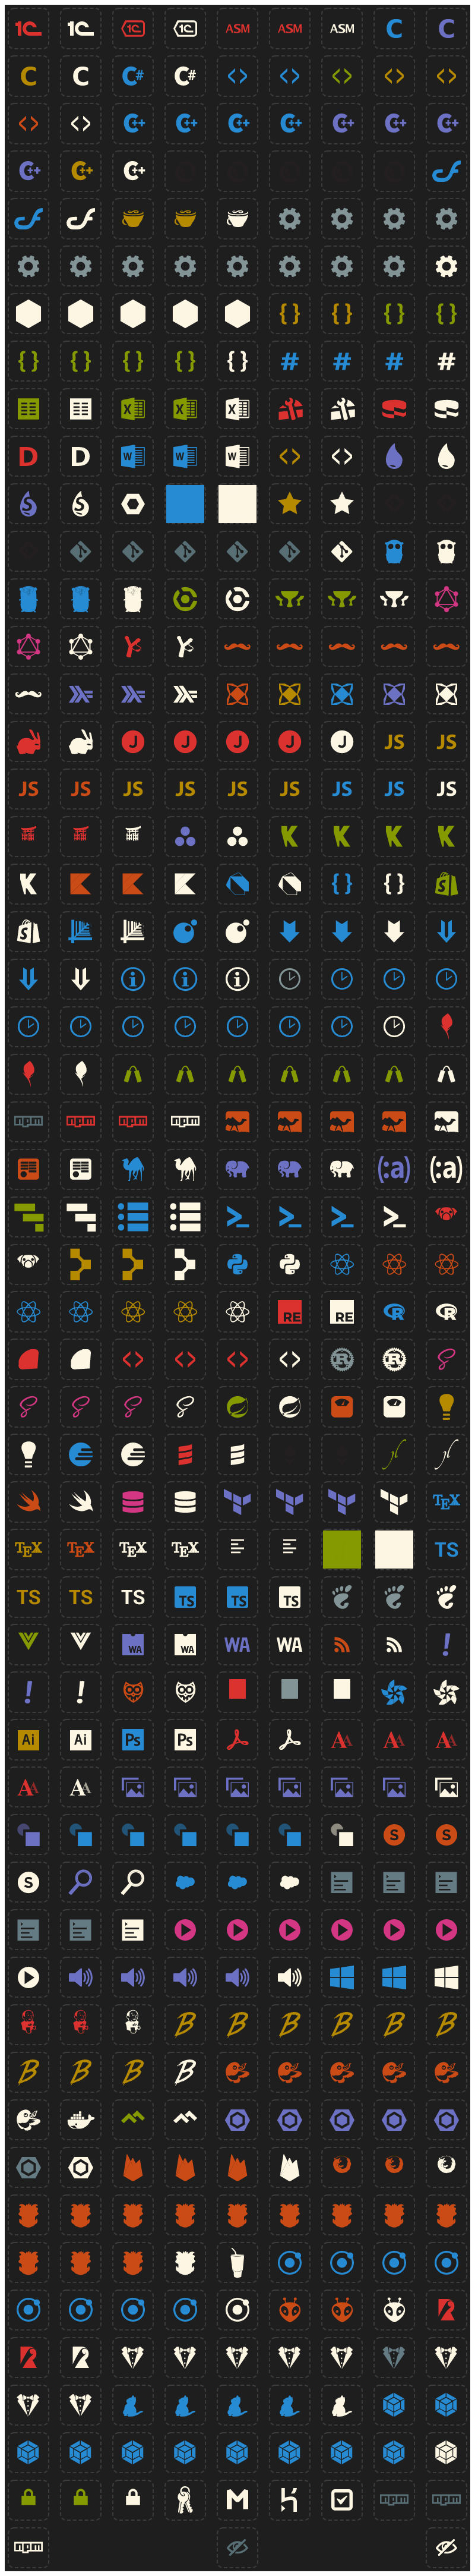 1C 1C 1C 1C ASM ASM ASM C C
C C C# C# <> <> <> <> <>
<> <> C++ C++ C++ C++ C++ C++ C++
C++ C++ C++
{} {} {} {}
{} {} {} {} {} # # # #
X X X
D D W W W <> <>
S S
J J J J J JS JS
JS JS JS JS JS JS JS JS JS
K K K K
K {} {} S
S i i i
npm npm npm npm
(:a) (:a)
>_ >_ >_ >_
RE RE R R
<> <> <> <> R R
TEX
TEX TEX TEX TEX TS
TS TS TS TS TS TS
WA WA WA WA !
! !
Ai Ai Ps Ps A A A
A A
S S
S
B B B B B B
B B B B
M
npm npm
npm